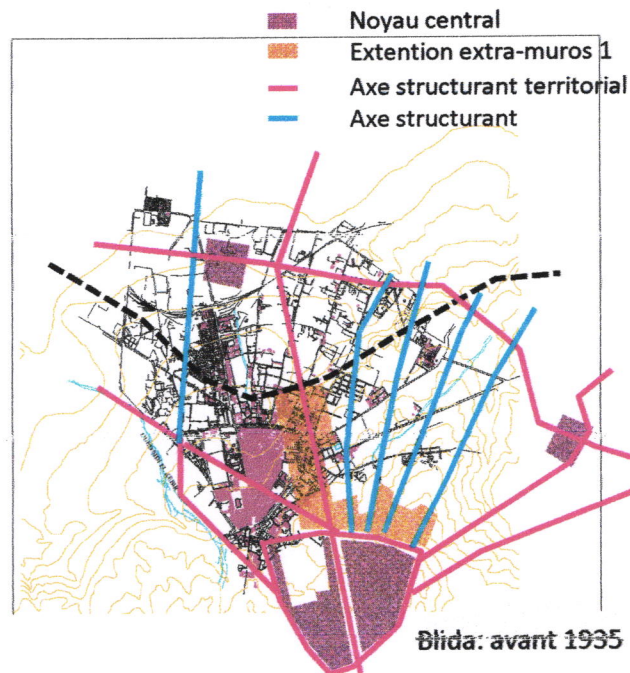 Noyau central
Extention extra-muros 1
Axe structurant territorial
Axe structurant
Blida: avant 1935